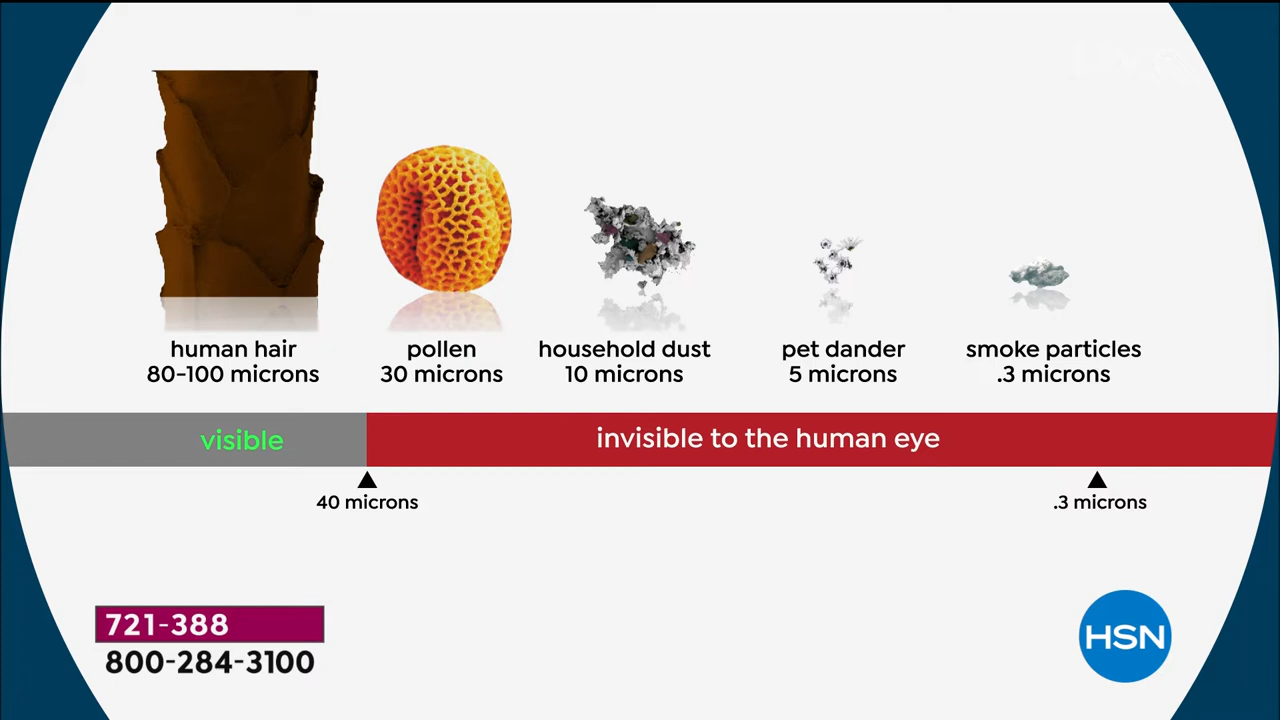 human hair
80-100 microns
pollen
30 microns
household dust
10 microns
pet dander
5 microns
smoke particles
.3 microns
visible
invisible to the human eye
40 microns
.3 microns
721-388
800-284-3100
HSN